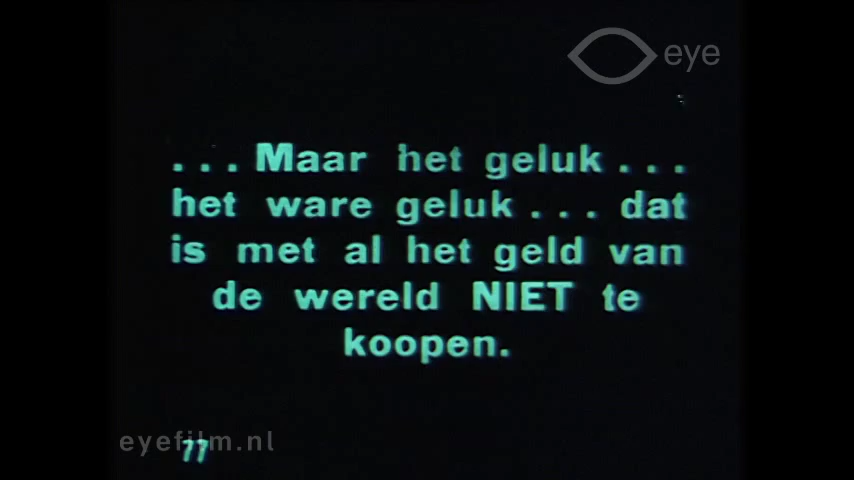 eye
. . . Maar het geluk . . .
het ware geluk . . . dat
is met al het geld van
de wereld NIET te
koopen.
eyefilm.nl
77